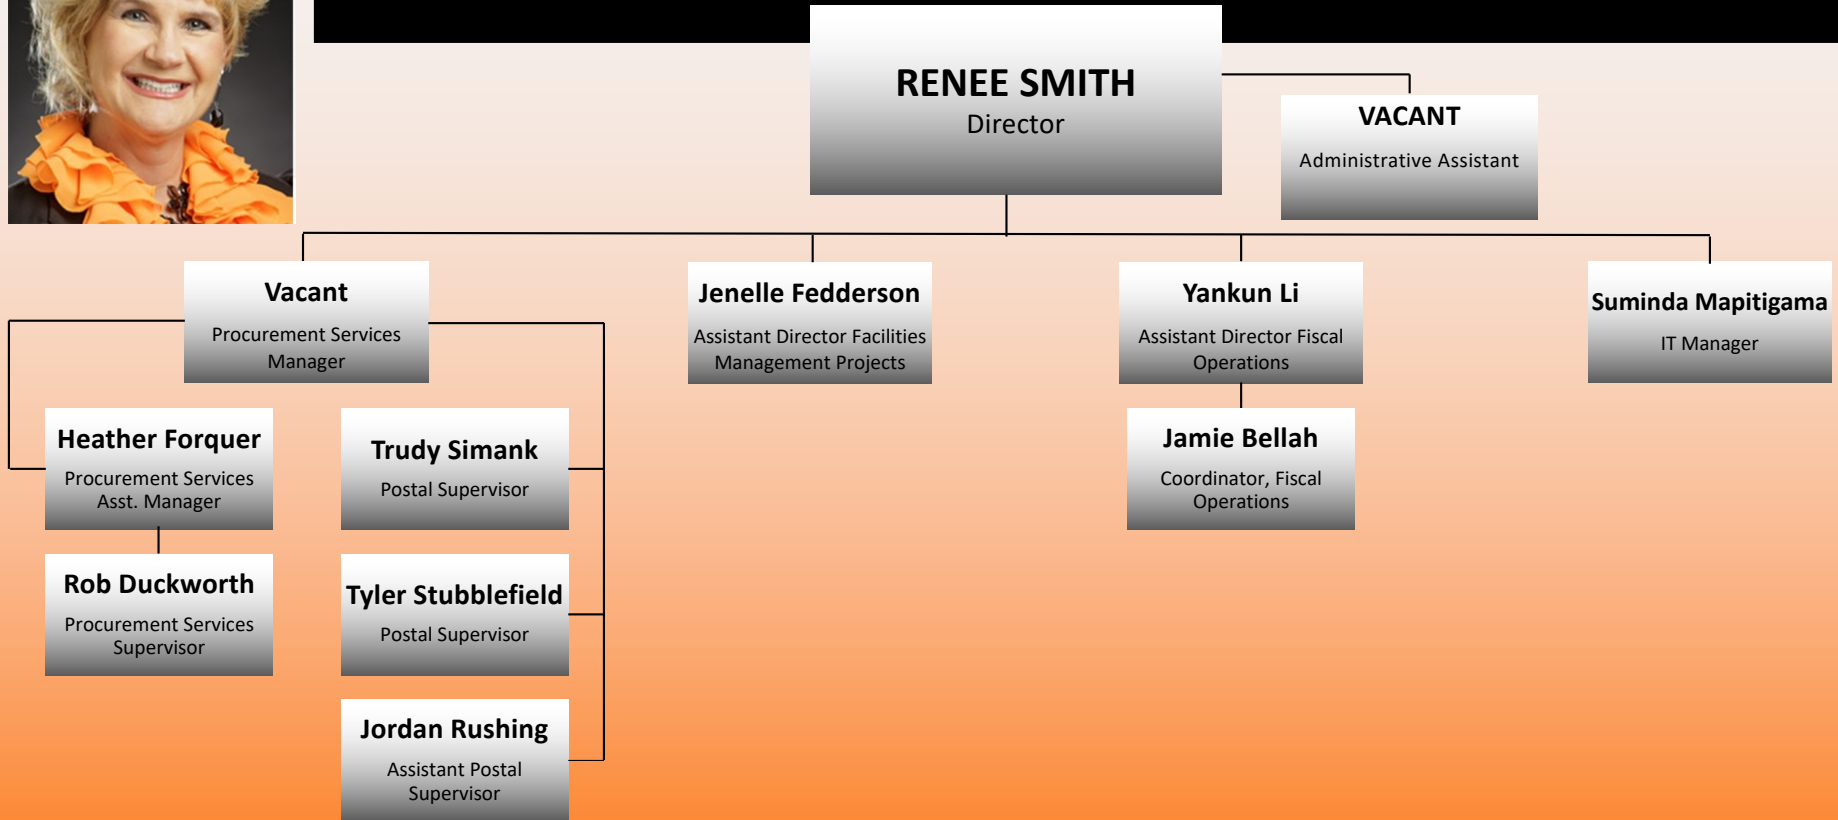 RENEE SMITH
Director
VACANT
Administrative Assistant
Vacant
Procurement Services
Manager
Jenelle Fedderson
Assistant Director Facilities
Management Projects
Yankun Li
Assistant Director Fiscal
Operations
Suminda Mapitigama
IT Manager
Heather Forquer
Procurement Services
Asst. Manager
Trudy Simank
Postal Supervisor
Jamie Bellah
Coordinator, Fiscal
Operations
Rob Duckworth
Procurement Services
Supervisor
Tyler Stubblefield
Postal Supervisor
Jordan Rushing
Assistant Postal
Supervisor